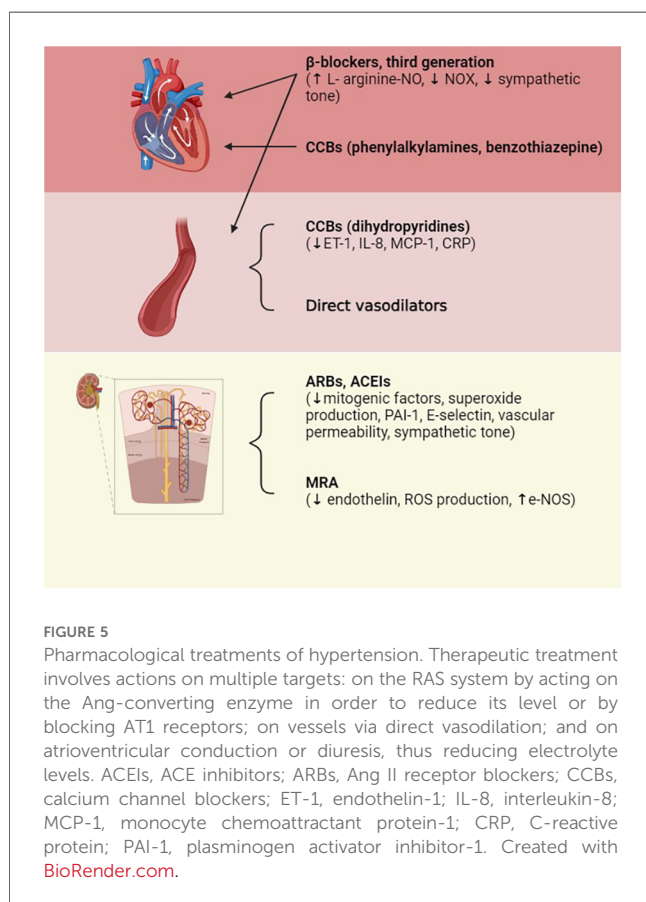 β-blockers, third generation
(↑ L- arginine-NO, ↓ NOX, ↓ sympathetic
tone)
CCBs (phenylalkylamines, benzothiazepine)
CCBs (dihydropyridines)
(↓ET-1, IL-8, MCP-1, CRP)
Direct vasodilators
ARBs, ACEIs
(↓mitogenic factors, superoxide
production, PAI-1, E-selectin, vascular
permeability, sympathetic tone)
MRA
(↓ endothelin, ROS production, ↑e-NOS)
FIGURE 5
Pharmacological treatments of hypertension. Therapeutic treatment
involves actions on multiple targets: on the RAS system by acting on
the Ang-converting enzyme in order to reduce its level or by
blocking AT1 receptors; on vessels via direct vasodilation; and on
atrioventricular conduction or diuresis, thus reducing electrolyte
levels. ACEIs, ACE inhibitors; ARBs, Ang II receptor blockers; CCBs,
calcium channel blockers; ET-1, endothelin-1; IL-8, interleukin-8;
MCP-1, monocyte chemoattractant protein-1; CRP, C-reactive
protein; PAI-1, plasminogen activator inhibitor-1. Created with
BioRender.com.